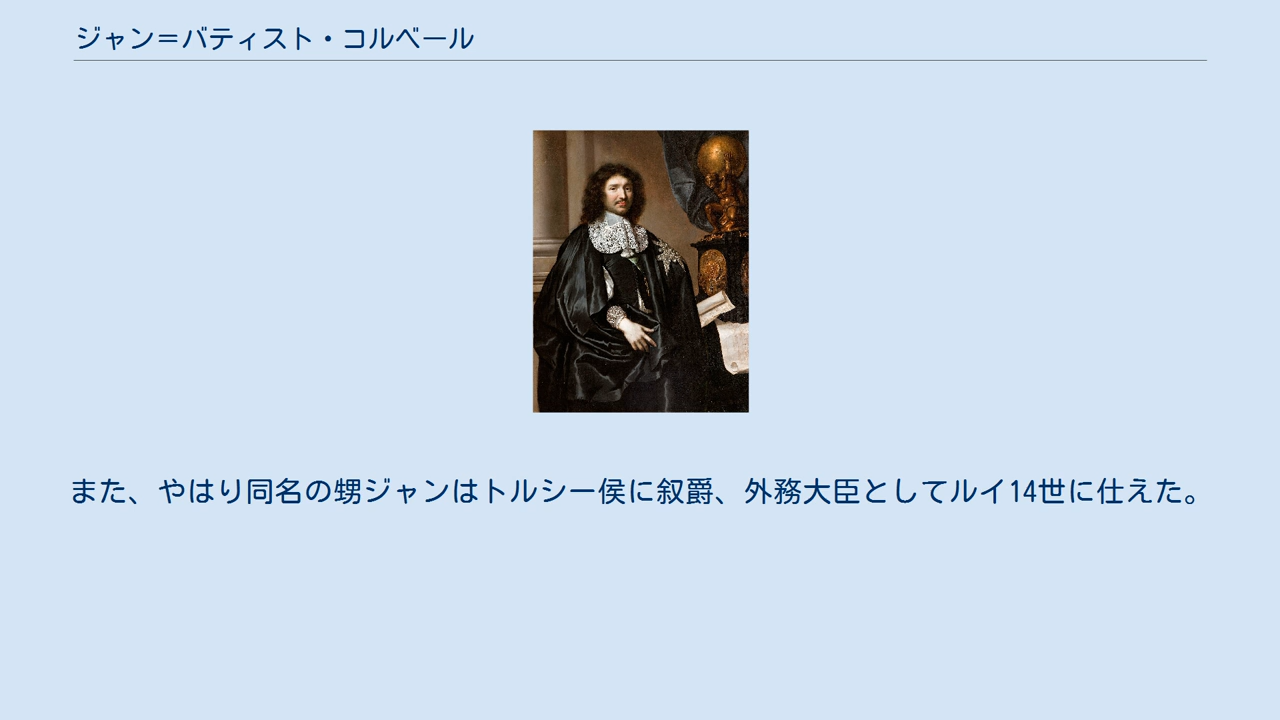 ジャン＝バティスト・コルベール
また、やはり同名の甥ジャンはトルシー侯に叙爵、外務大臣としてルイ14世に仕えた。